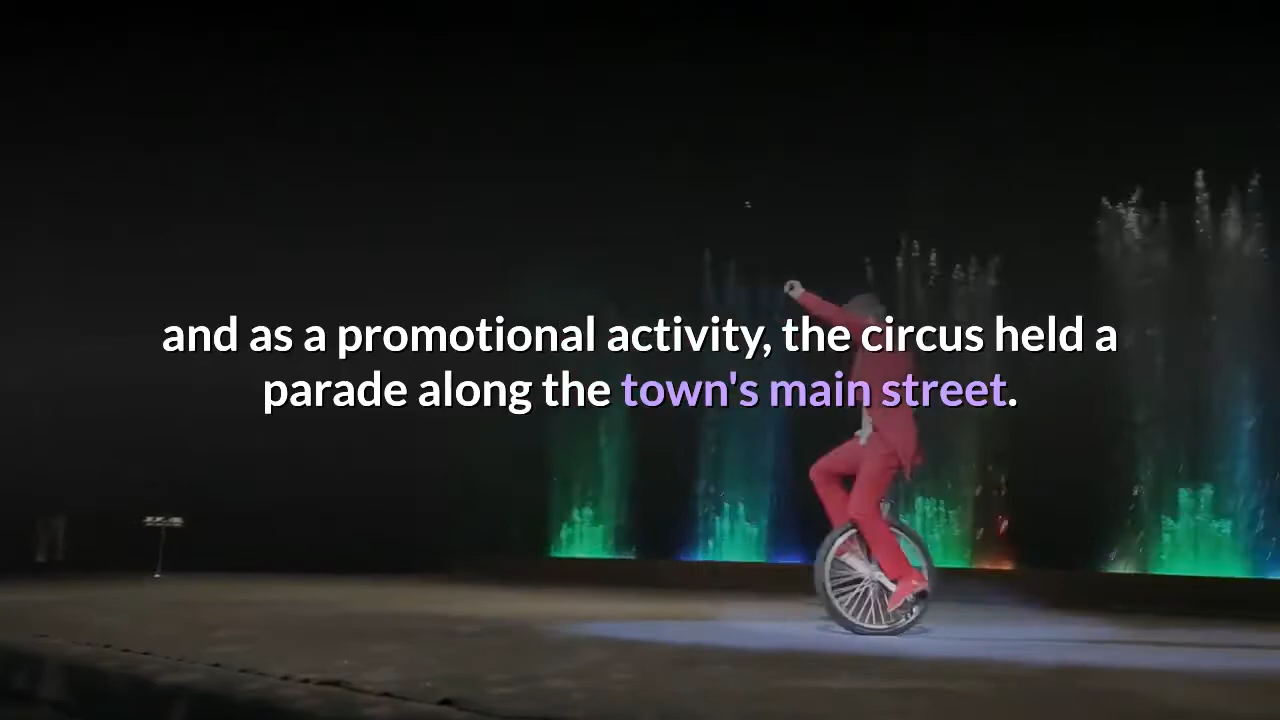 and as a promotional activity, the circus held a
parade along the town's main street.